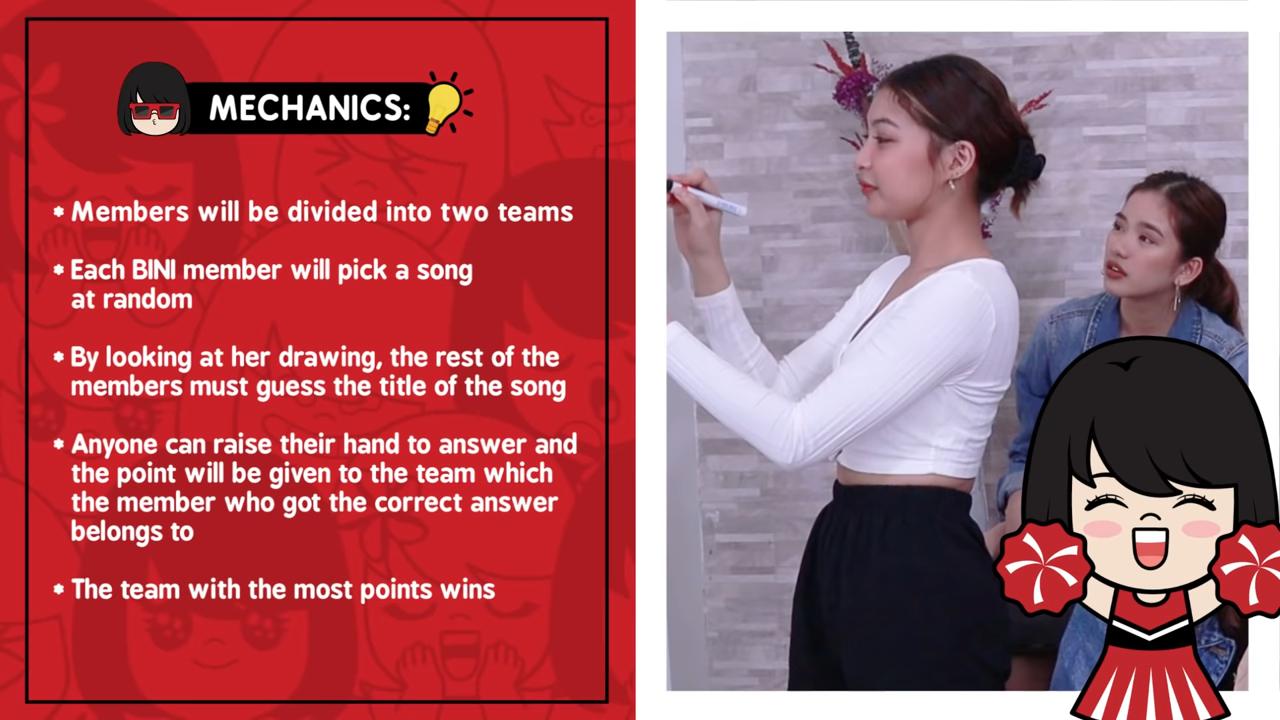 MECHANICS:
* Members will be divided into two teams
* Each BINI member will pick a song
at random
* By looking at her drawing, the rest of the
members must guess the title of the song
* Anyone can raise their hand to answer and
the point will be given to the team which
the member who got the correct answer
belongs to
* The team with the most points wins